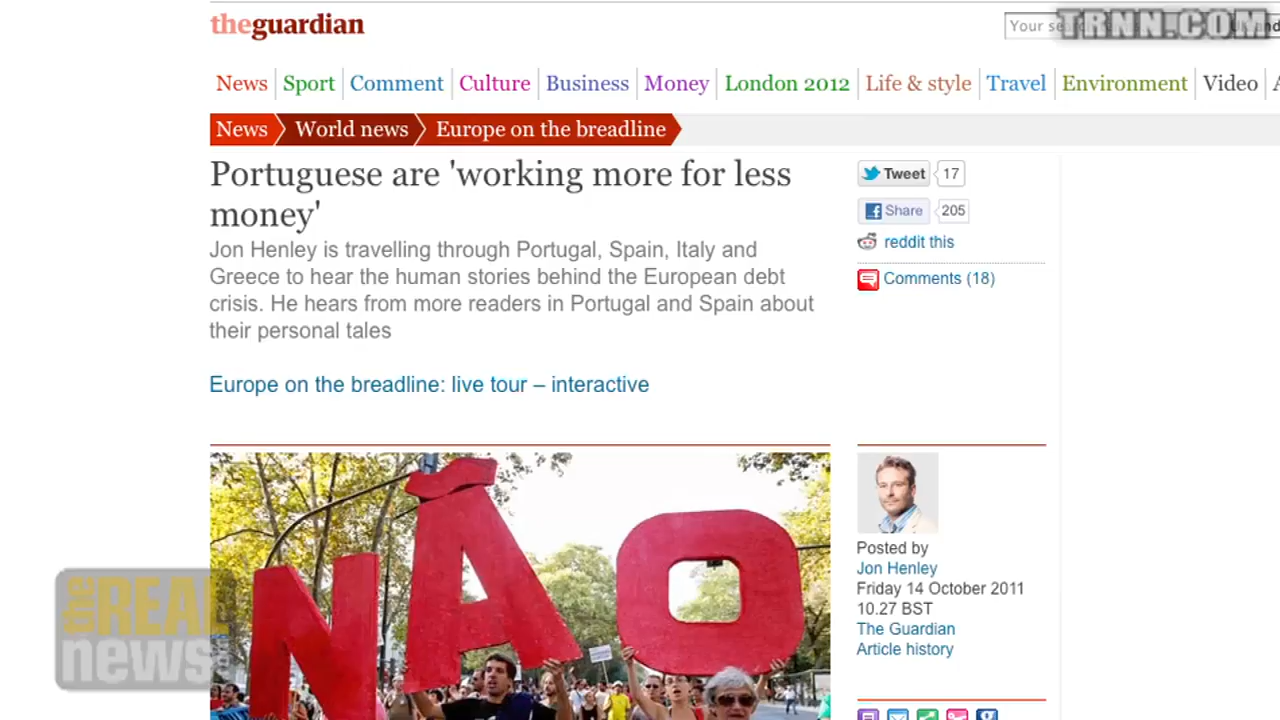 theguardian
TRNN.COM
Your
News Sport Comment Culture Business Money London 2012 Life & style Travel Environment Video
News World news Europe on the breadline
Portuguese are 'working more for less
money'
Jon Henley is travelling through Portugal, Spain, Italy and
Greece to hear the human stories behind the European debt
crisis. He hears from more readers in Portugal and Spain about
their personal tales
Europe on the breadline: live tour – interactive
Tweet 17
Share 205
reddit this
Comments (18)
NÃO
Posted by
Jon Henley
Friday 14 October 2011
10.27 BST
The Guardian
Article history
the REAL
news